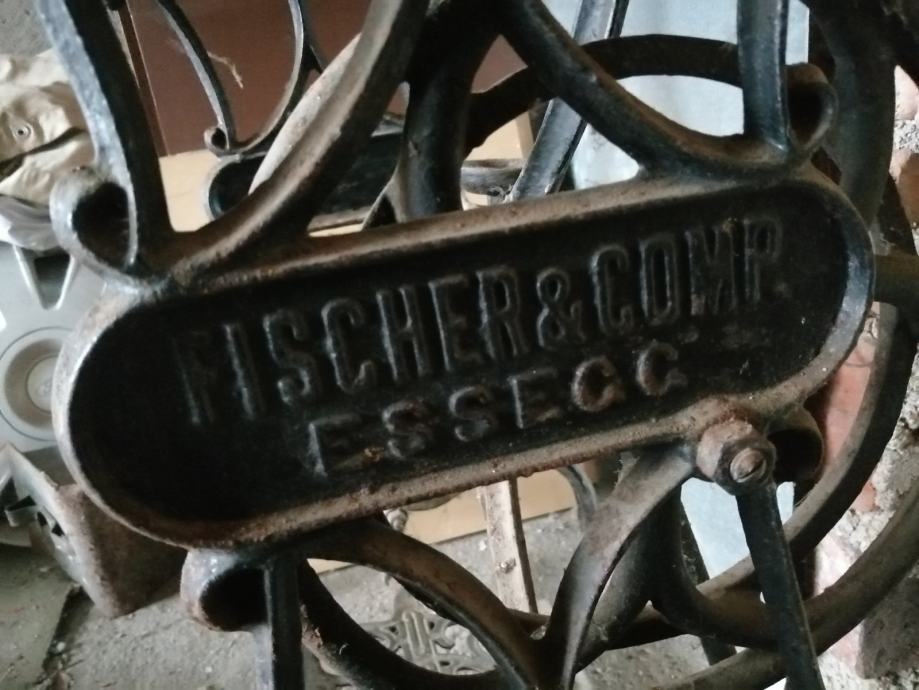 FISCHER & COMP.
ESSEGG